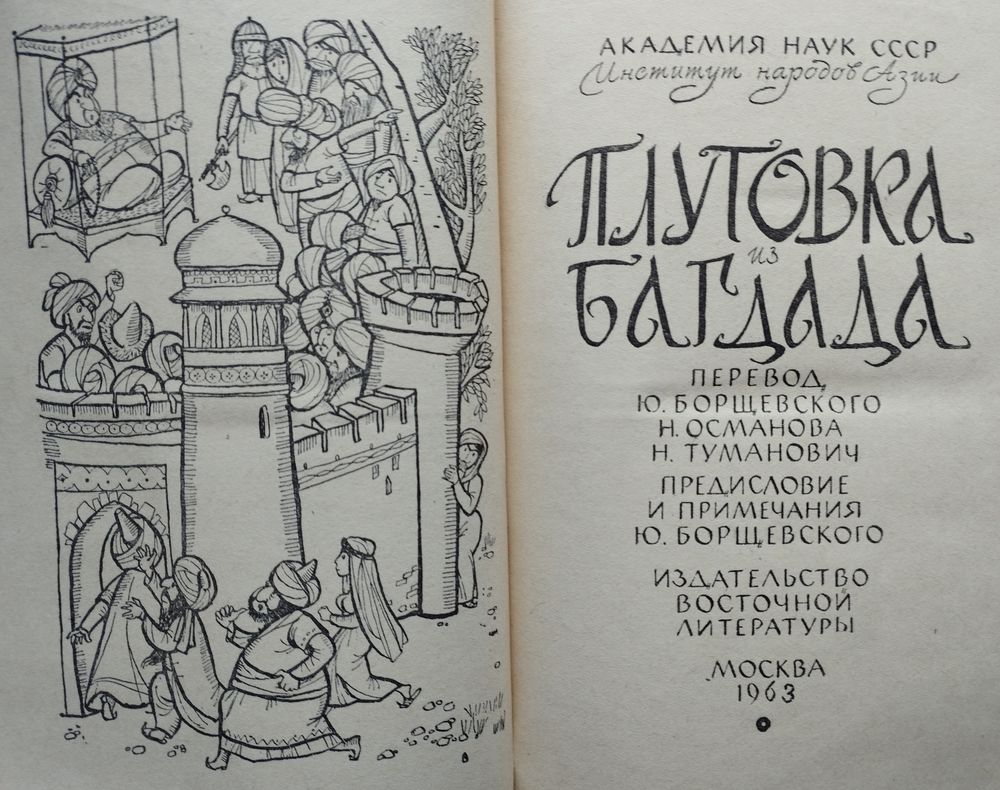 АКАДЕМИЯ НАУК СССР
Институт народов Азии
ПЛУТОВКА
ИЗ
БАГДАДА
ПЕРЕВОД
Ю. БОРЩЕВСКОГО
Н. ОСМАНОВА
Н. ТУМАНОВИЧ
ПРЕДИСЛОВИЕ
И ПРИМЕЧАНИЯ
Ю. БОРЩЕВСКОГО
ИЗДАТЕЛЬСТВО
ВОСТОЧНОЙ
ЛИТЕРАТУРЫ
МОСКВА
1963